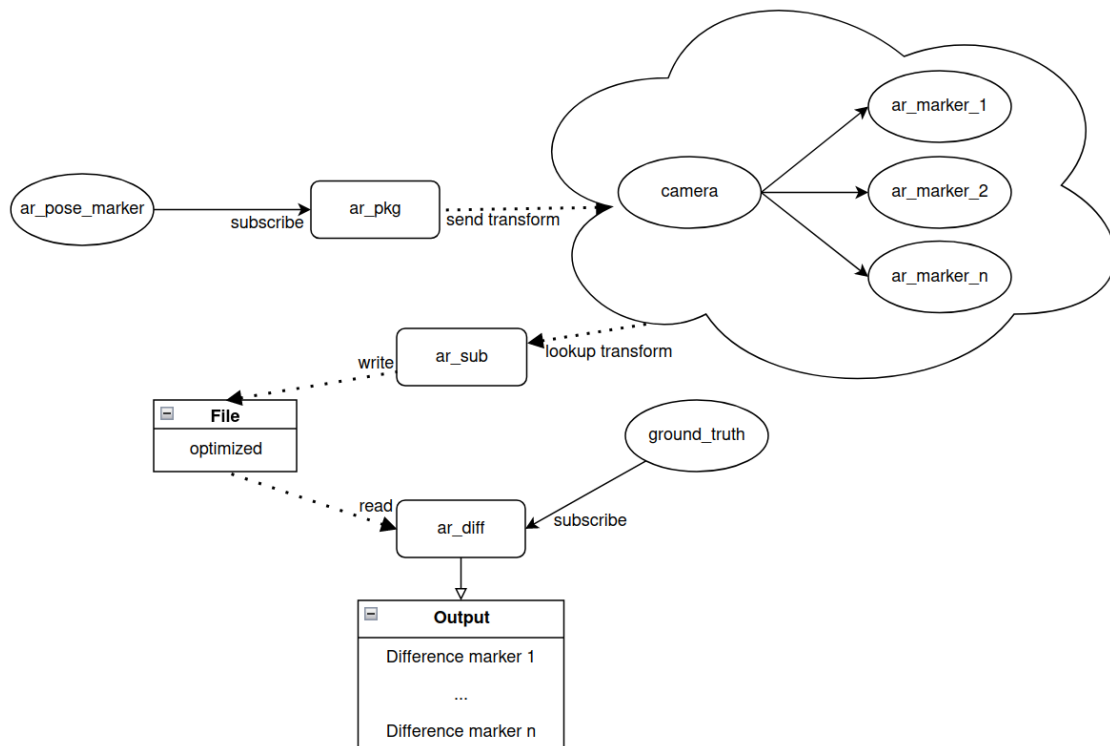 ar_marker_1
ar_pose_marker
subscribe
ar_pkg
send transform
camera
ar_marker_2
ar_marker_n
ar_sub
lookup transform
write
File
optimized
ground_truth
read
ar_diff
subscribe
Output
Difference marker 1
...
Difference marker n